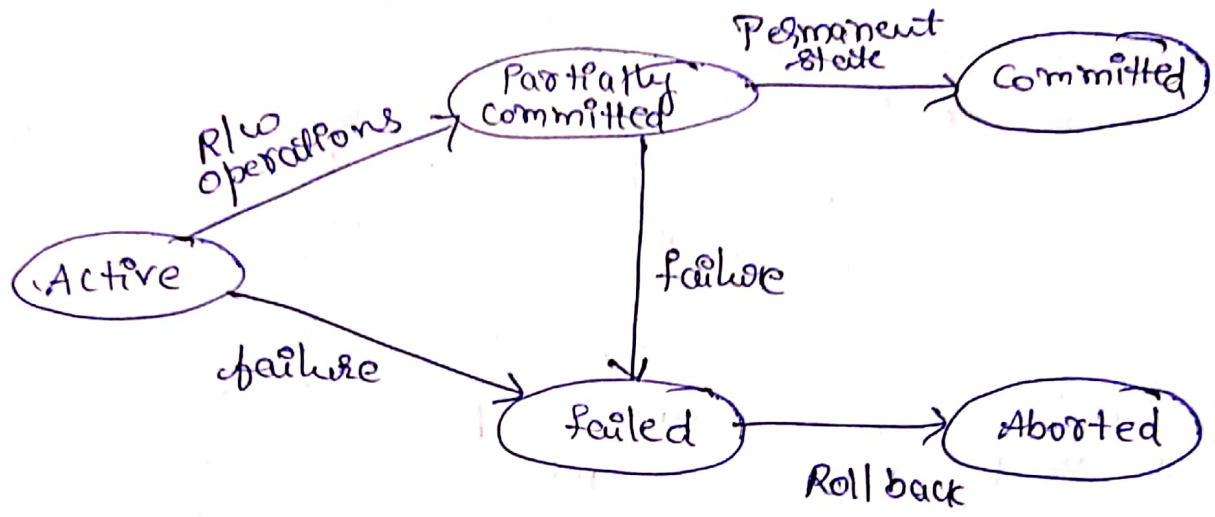 Permanent
state
Partially
committed
Committed
R/W
operations
Active
failure
failure
failed
Aborted
Roll back